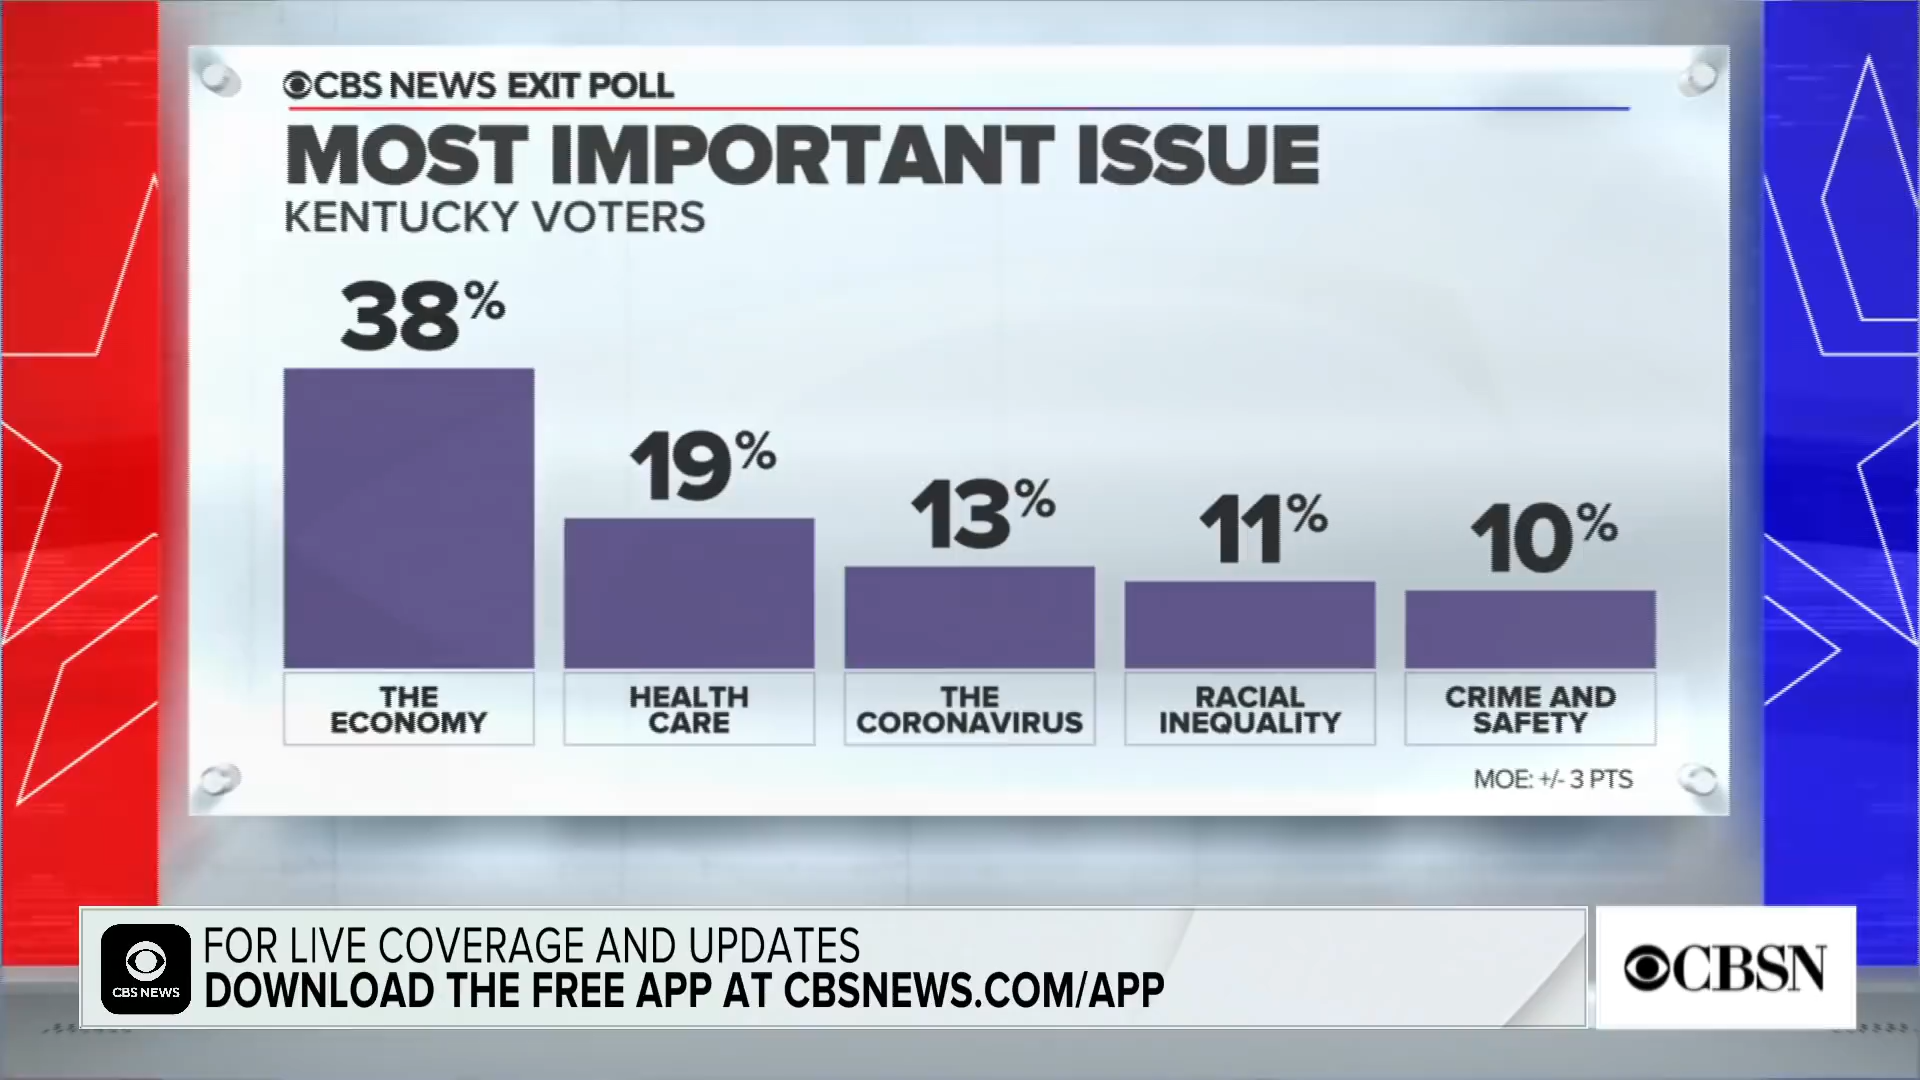 CBS NEWS EXIT POLL
MOST IMPORTANT ISSUE
KENTUCKY VOTERS
38%
19%
13%
11%
10%
THE
ECONOMY
HEALTH
CARE
THE
CORONAVIRUS
RACIAL
INEQUALITY
CRIME AND
SAFETY
MOE: +/- 3 PTS
CBS NEWS
FOR LIVE COVERAGE AND UPDATES
DOWNLOAD THE FREE APP AT CBSNEWS.COM/APP
CBSN